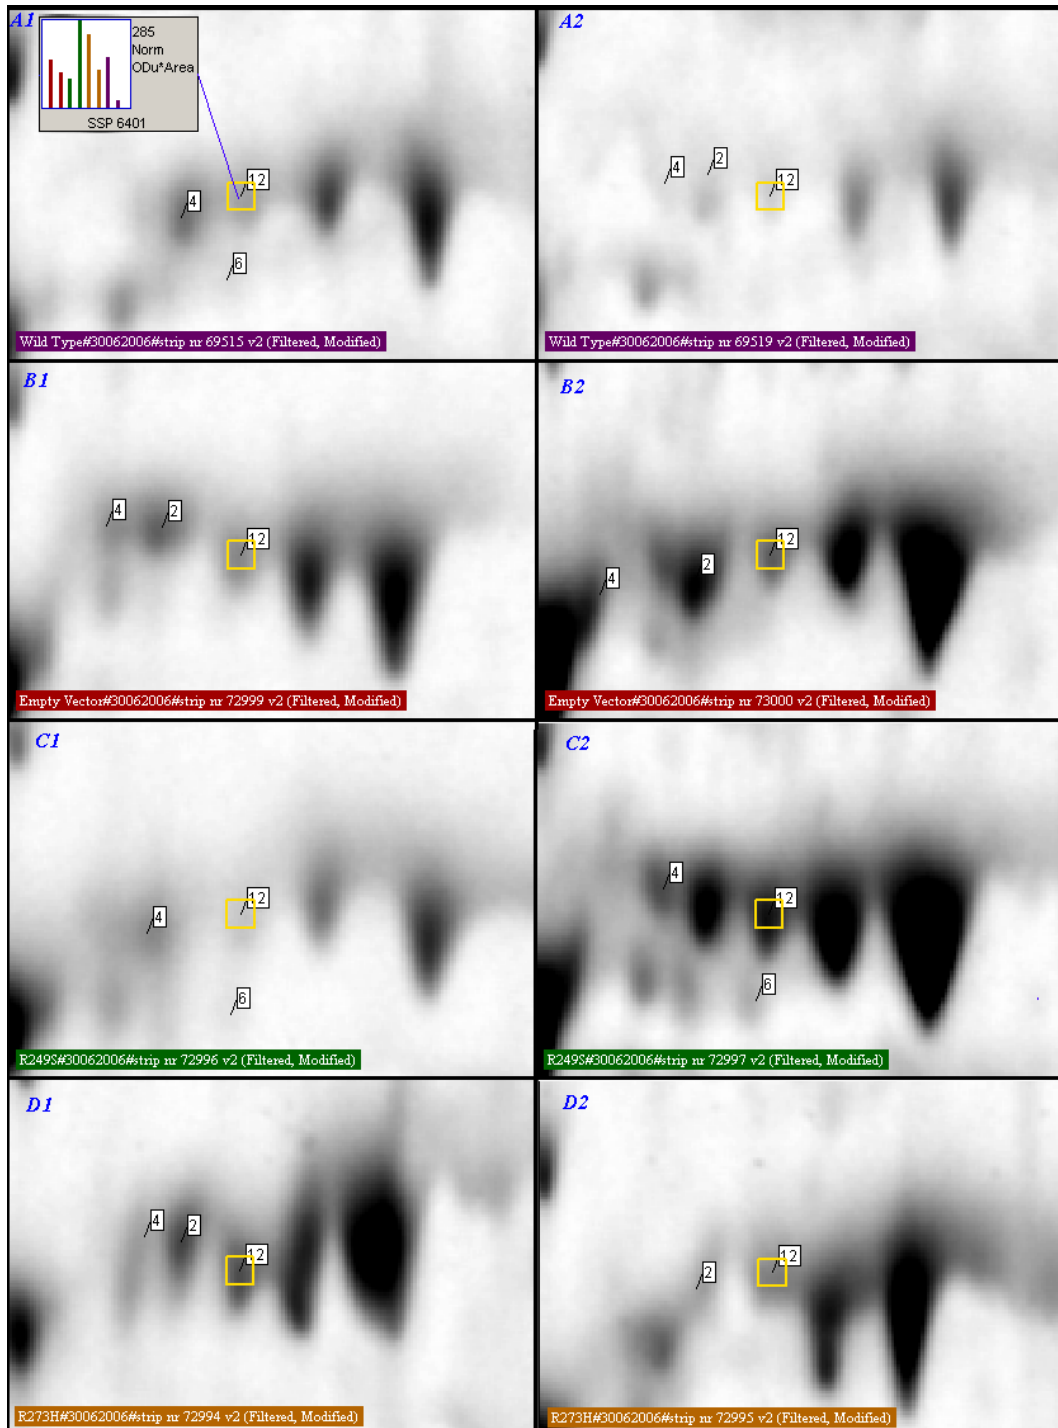 A1
285
Norm
ODu*Area
SSP 6401
12
4
6
Wild Type#30062006#strip nr 69515 v2 (Filtered, Modified)
A2
2
4
12
Wild Type#30062006#strip nr 69519 v2 (Filtered, Modified)
B1
4
2
12
Empty Vector#30062006#strip nr 72999 v2 (Filtered, Modified)
B2
12
2
4
Empty Vector#30062006#strip nr 73000 v2 (Filtered, Modified)
C1
12
4
6
R249S#30062006#strip nr 72996 v2 (Filtered, Modified)
C2
4
12
6
R249S#30062006#strip nr 72997 v2 (Filtered, Modified)
D1
4
2
12
R273H#30062006#strip nr 72994 v2 (Filtered, Modified)
D2
12
2
R273H#30062006#strip nr 72995 v2 (Filtered, Modified)